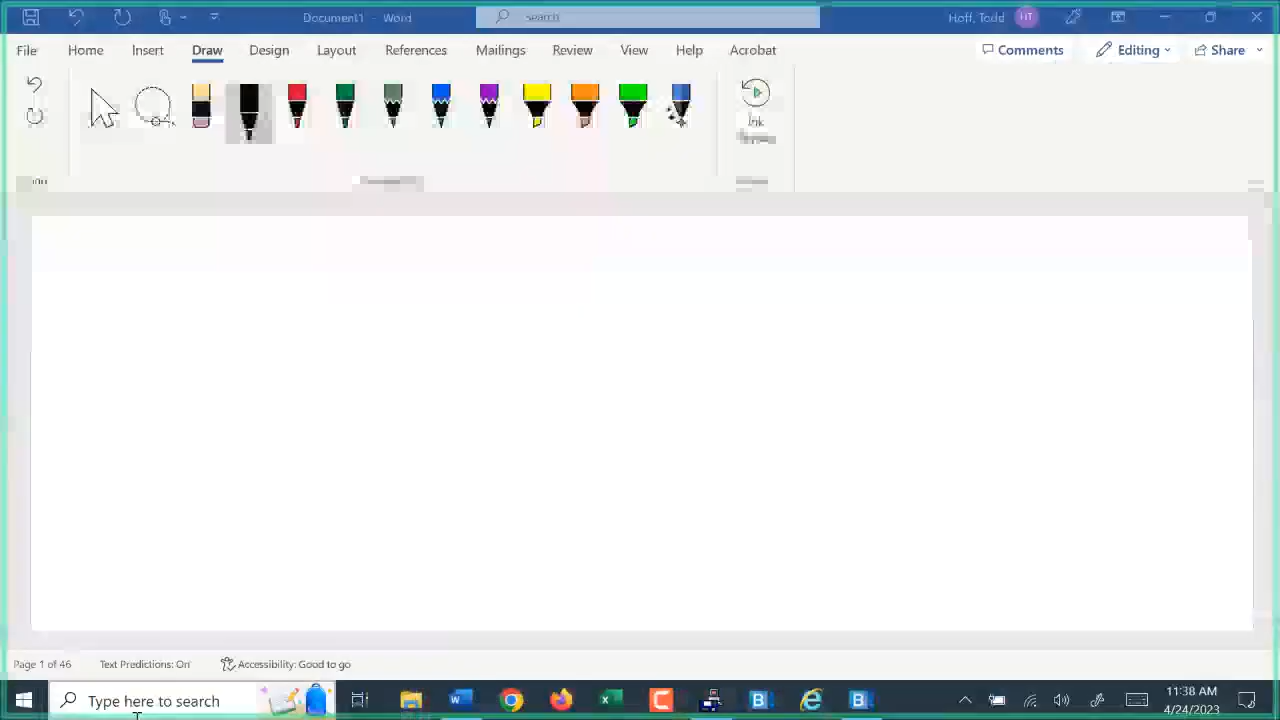 Document1 - Word
Search
Hoff, Todd
HT
File Home Insert Draw Design Layout References Mailings Review View Help Acrobat
Comments Editing Share
Ink
Page 1 of 46 Text Predictions: On Accessibility: Good to go
Type here to search
11:38 AM
4/24/2023